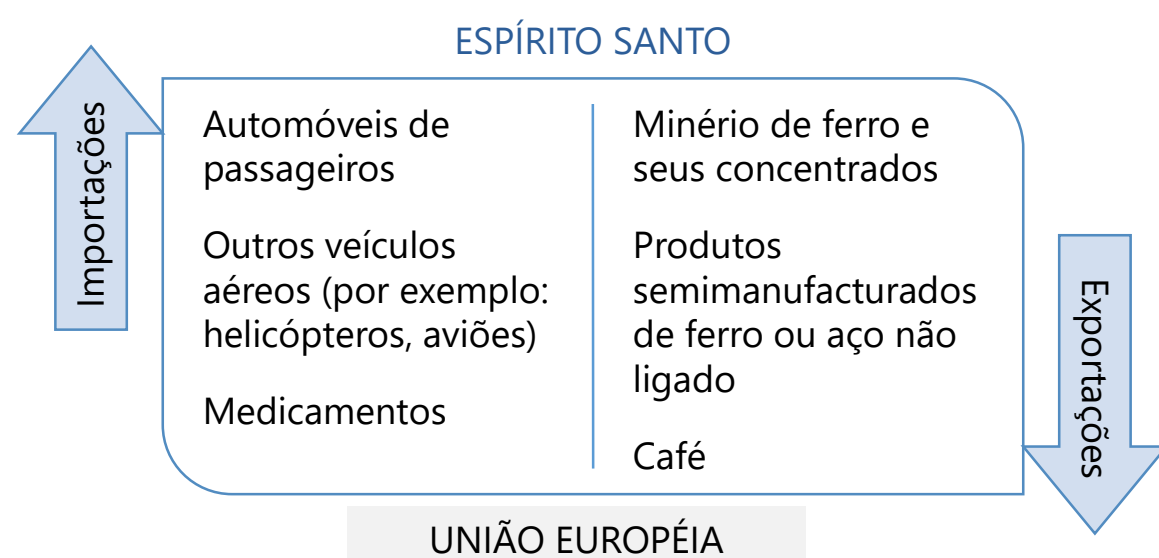 ESPÍRITO SANTO
Importações
Automóveis de
passageiros
Outros veículos
aéreos (por exemplo:
helicópteros, aviões)
Medicamentos
Minério de ferro e
seus concentrados
Produtos
semimanufacturados
de ferro ou aço não
ligado
Café
Exportações
UNIÃO EUROPÉIA